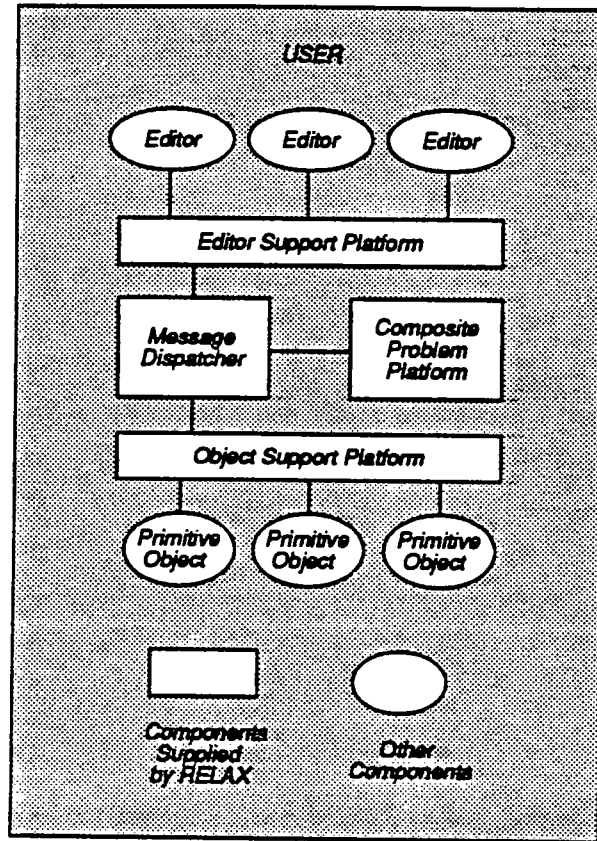 USER
Editor Editor Editor
Editor Support Platform
Message
Dispatcher
Composite
Problem
Platform
Object Support Platform
Primitive
Object
Primitive
Object
Primitive
Object
Components
Supplied
by RELAX
Other
Components